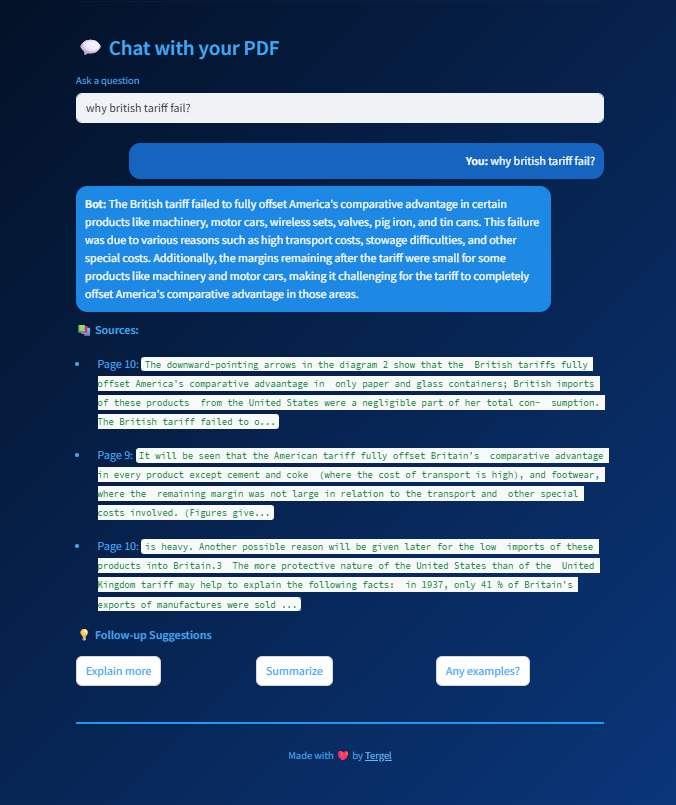 💬 Chat with your PDF
Ask a question
why british tariff fail?
You: why british tariff fail?
Bot: The British tariff failed to fully offset America's comparative advantage in certain
products like machinery, motor cars, wireless sets, valves, pig iron, and tin cans. This failure
was due to various reasons such as high transport costs, stowage difficulties, and other
special costs. Additionally, the margins remaining after the tariff were small for some
products like machinery and motor cars, making it challenging for the tariff to completely
offset America's comparative advantage in those areas.
📚 Sources:
• Page 10: The downward-pointing arrows in the diagram 2 show that the  British tariffs fully
offset America's comparative advaantage in  only paper and glass containers; British imports
of these products  from the United States were a negligible part of her total con-  sumption.
The British tariff failed to o...
• Page 9: It will be seen that the American tariff fully offset Britain's  comparative advantage
in every product except cement and coke  (where the cost of transport is high), and footwear,
where the  remaining margin was not large in relation to the transport and  other special
costs involved. (Figures give...
• Page 10: is heavy. Another possible reason will be given later for the low  imports of these
products into Britain.3  The more protective nature of the United States than of the  United
Kingdom tariff may help to explain the following facts:  in 1937, only 41 % of Britain's
exports of manufactures were sold ...
💡 Follow-up Suggestions
Explain more
Summarize
Any examples?
Made with ❤️ by Tergel